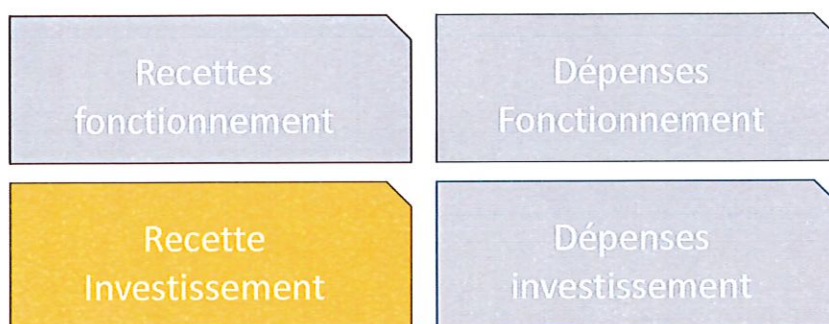 Recettes
fonctionnement
Dépenses
Fonctionnement
Recette
Investissement
Dépenses
investissement